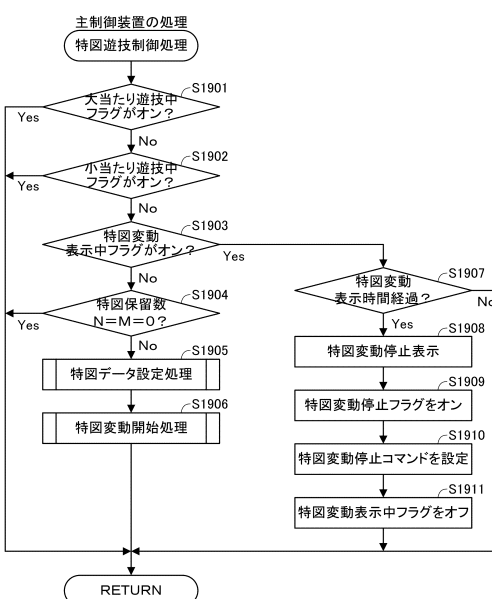 主制御装置の処理
特図遊技制御処理
S1901
大当たり遊技中
フラグがオン？
Yes
No
S1902
小当たり遊技中
フラグがオン？
Yes
No
S1903
特図変動
表示中フラグがオン？
Yes
No
S1904
特図保留数
N＝M＝0？
Yes
No
S1905
特図データ設定処理
S1906
特図変動開始処理
S1907
特図変動
表示時間経過？
No
Yes
S1908
特図変動停止表示
S1909
特図変動停止フラグをオン
S1910
特図変動停止コマンドを設定
S1911
特図変動表示中フラグをオフ
RETURN